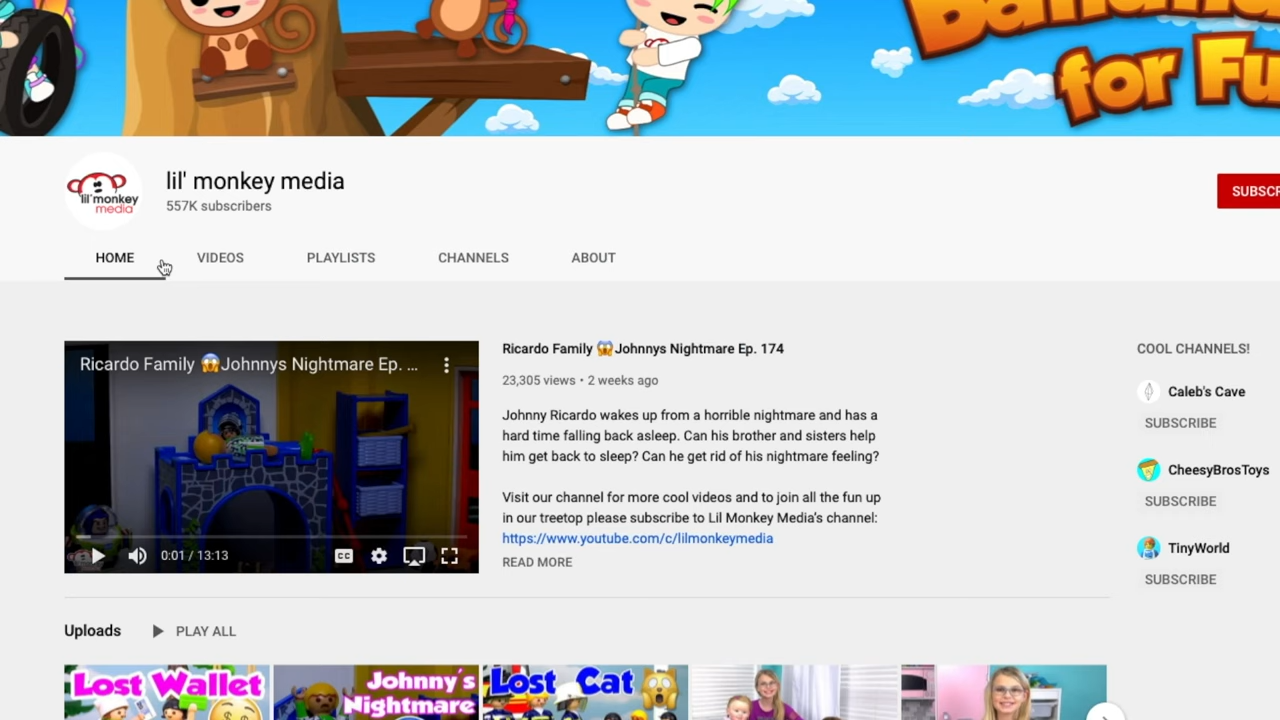 Banana
for Fu
lil' monkey media
lil' monkey media
557K subscribers
SUBSCR
HOME
VIDEOS
PLAYLISTS
CHANNELS
ABOUT
Ricardo Family 😱Johnnys Nightmare Ep. ...
CC
0:01 / 13:13
Ricardo Family 😱Johnnys Nightmare Ep. 174
23,305 views • 2 weeks ago
Johnny Ricardo wakes up from a horrible nightmare and has a
hard time falling back asleep. Can his brother and sisters help
him get back to sleep? Can he get rid of his nightmare feeling?
Visit our channel for more cool videos and to join all the fun up
in our treetop please subscribe to Lil Monkey Media's channel:
https://www.youtube.com/c/lilmonkeymedia
READ MORE
COOL CHANNELS!
Caleb's Cave
SUBSCRIBE
CheesyBrosToys
SUBSCRIBE
TinyWorld
SUBSCRIBE
Uploads
PLAY ALL
Lost Wallet
Johnny's
Nightmare
Lost Cat